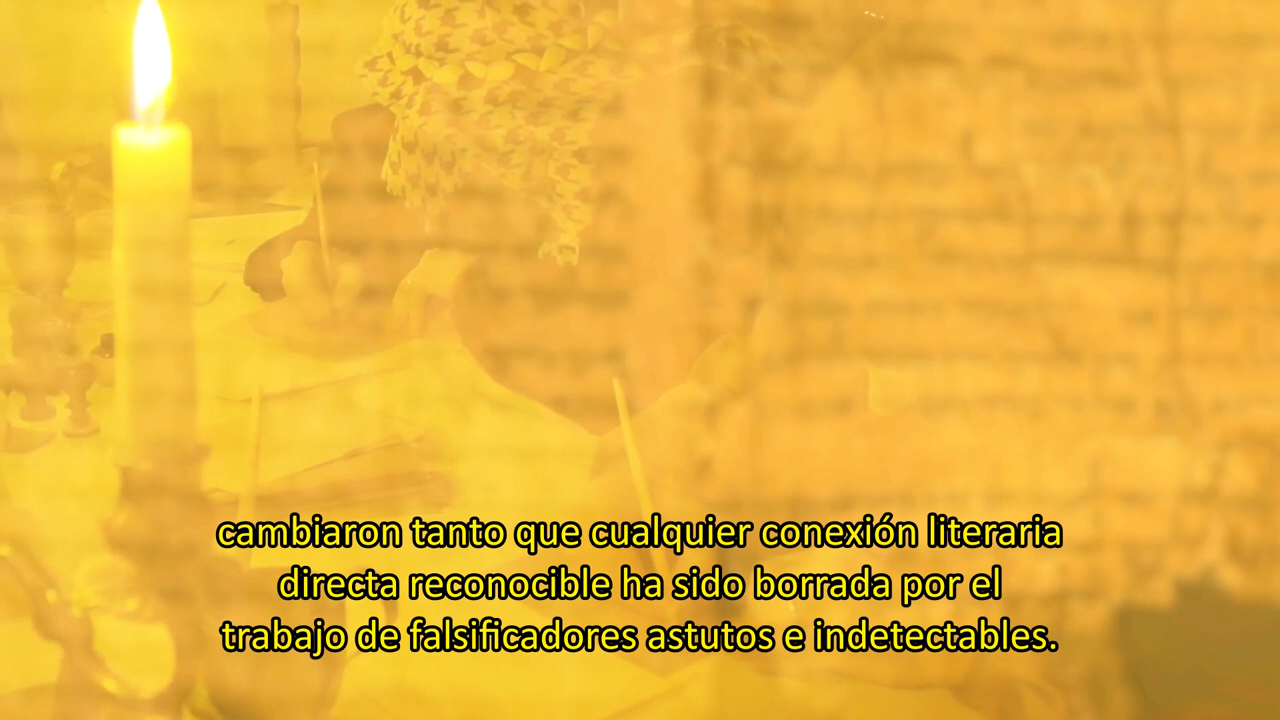 cambiaron tanto que cualquier conexión literaria
directa reconocible ha sido borrada por el
trabajo de falsificadores astutos e indetectables.